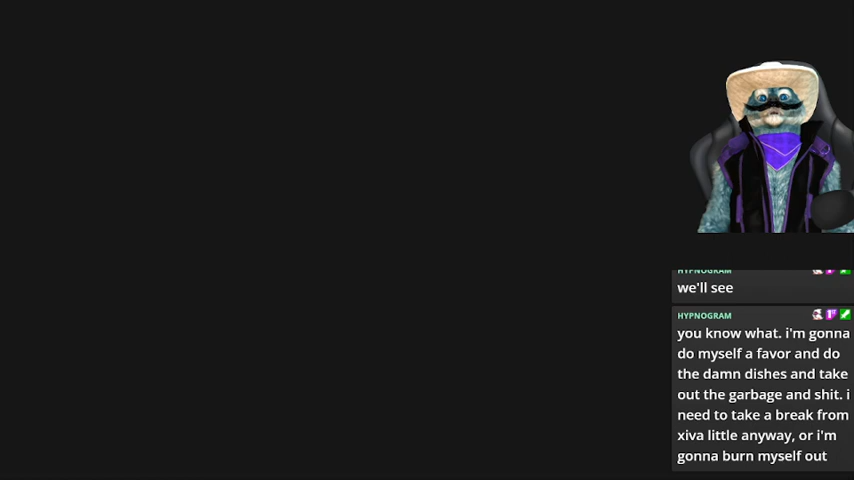 HYPNOGRAM
we'll see
HYPNOGRAM
you know what. i'm gonna
do myself a favor and do
the damn dishes and take
out the garbage and shit. i
need to take a break from
xiva little anyway, or i'm
gonna burn myself out